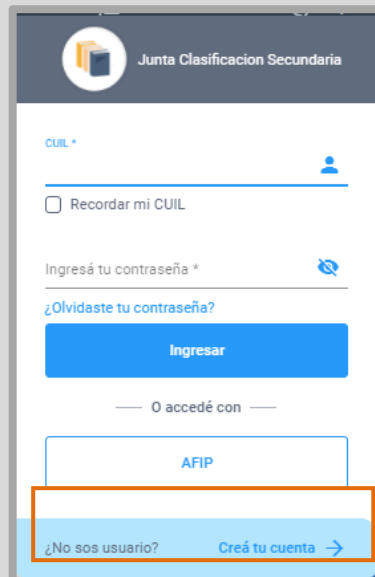 Junta Clasificacion Secundaria
CUIL *
Recordar mi CUIL
Ingresá tu contraseña *
¿Olvidaste tu contraseña?
Ingresar
O accedé con
AFIP
¿No sos usuario? Creá tu cuenta →